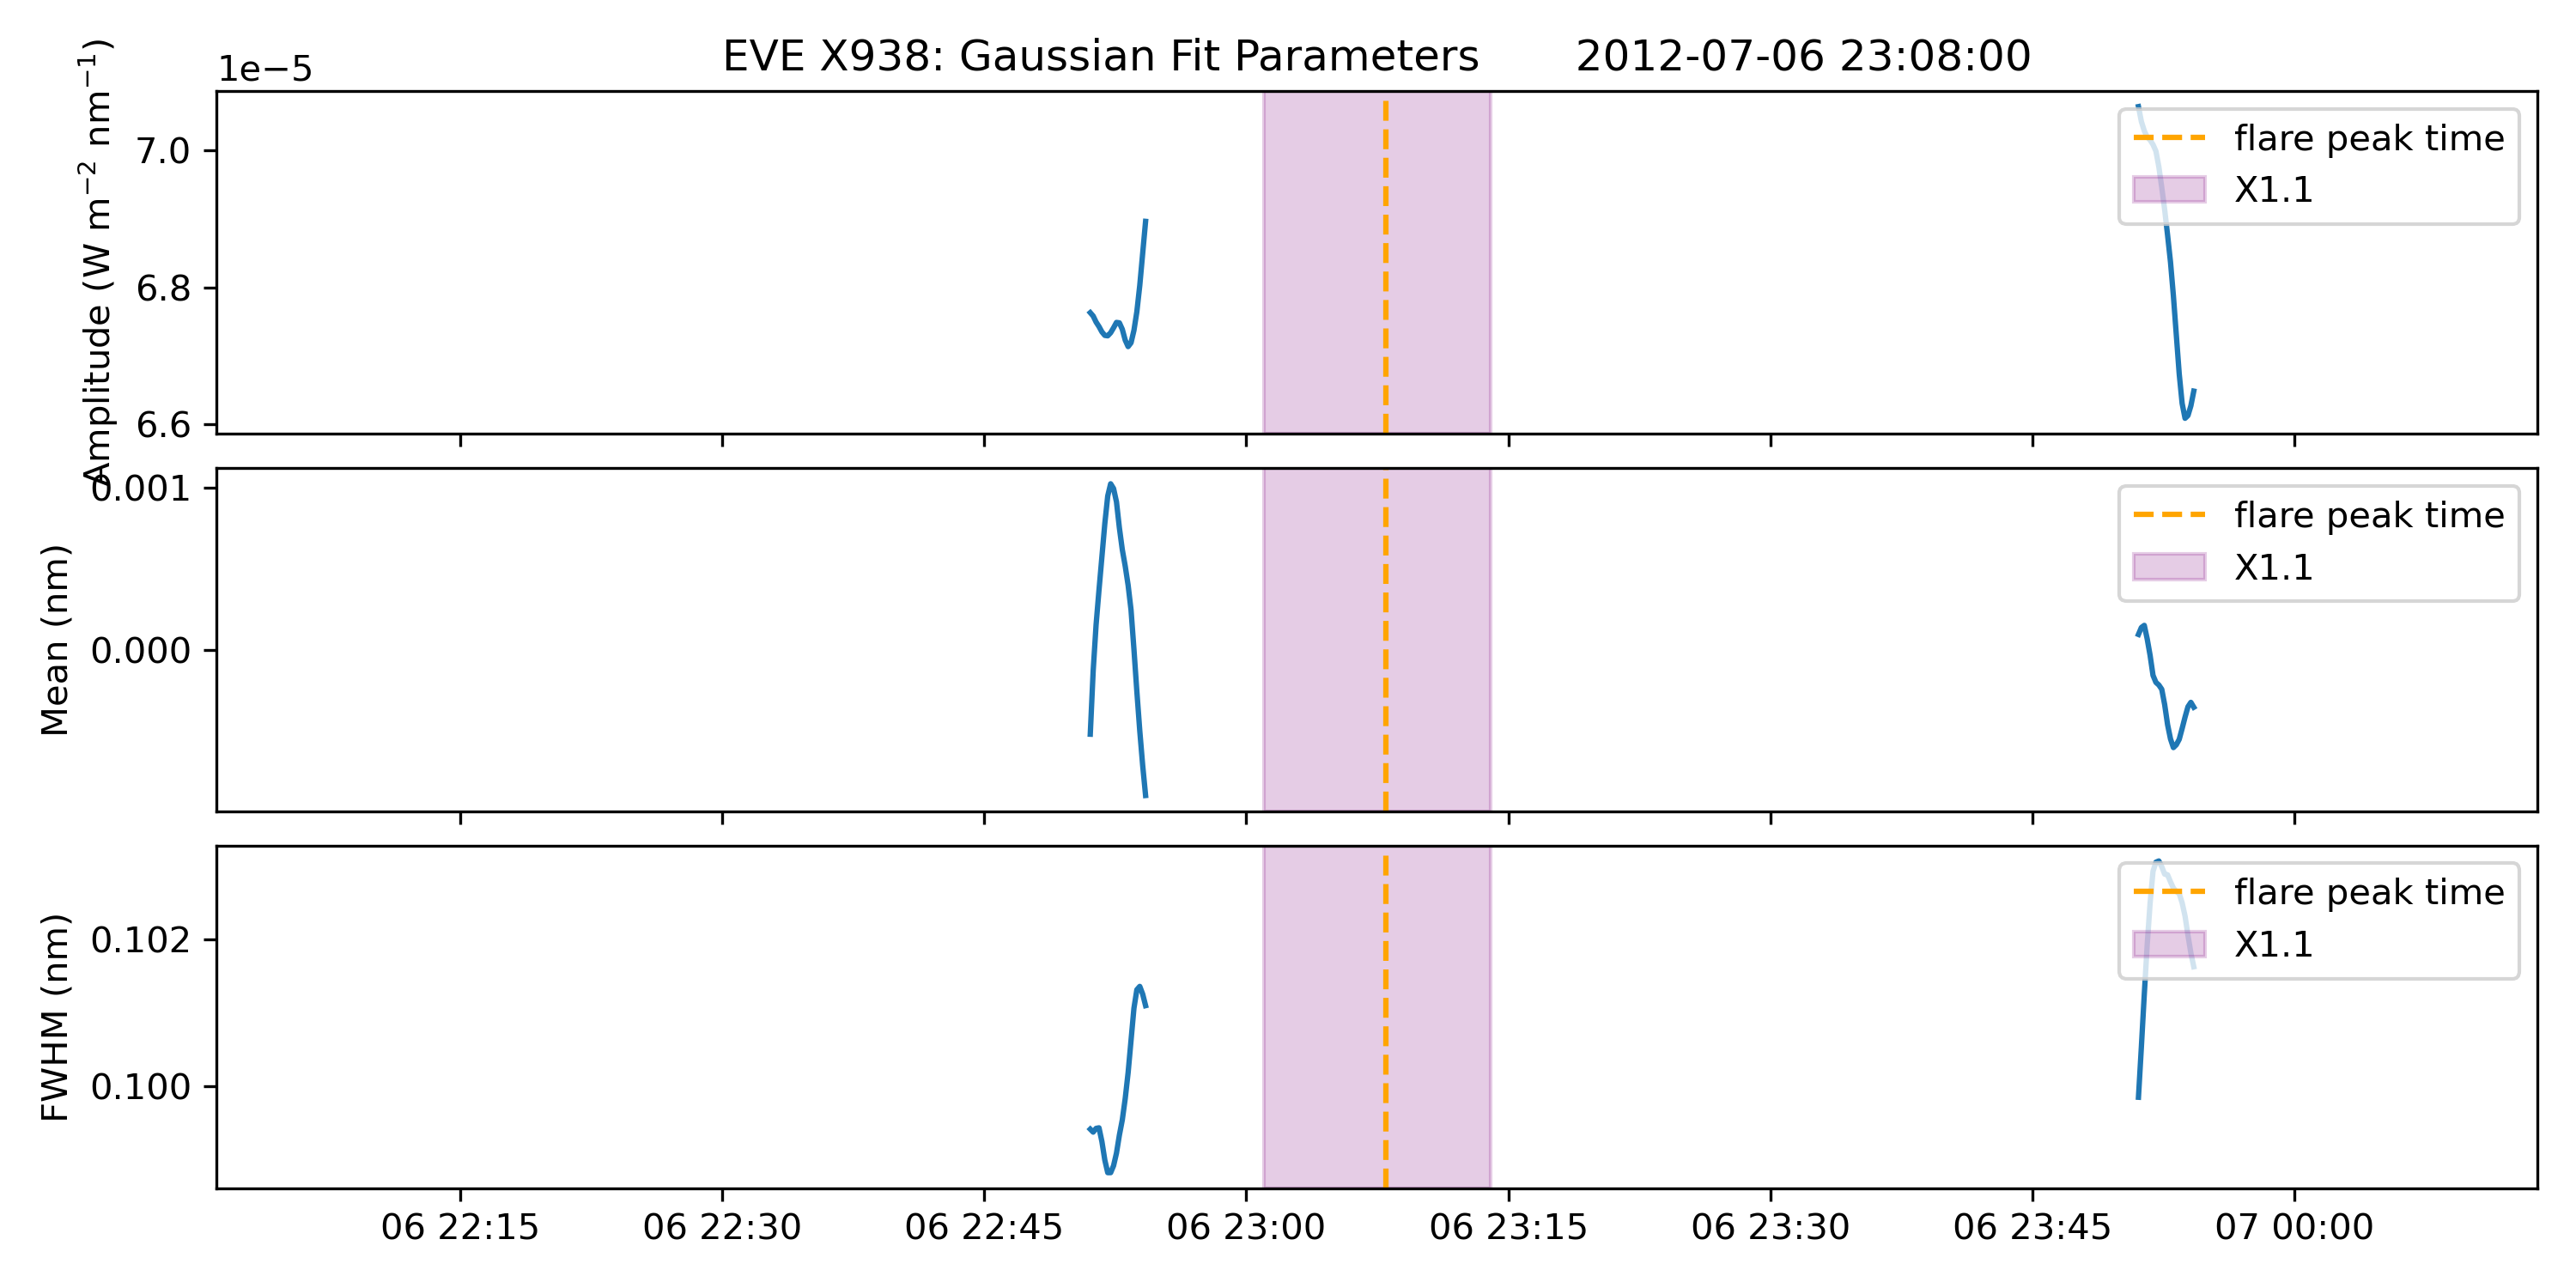 EVE X938: Gaussian Fit Parameters 2012-07-06 23:08:00
1e−5
Amplitude (W m⁻² nm⁻¹)
7.0
6.8
6.6
flare peak time
X1.1
Mean (nm)
0.001
0.000
flare peak time
X1.1
FWHM (nm)
0.102
0.100
flare peak time
X1.1
06 22:15 06 22:30 06 22:45 06 23:00 06 23:15 06 23:30 06 23:45 07 00:00